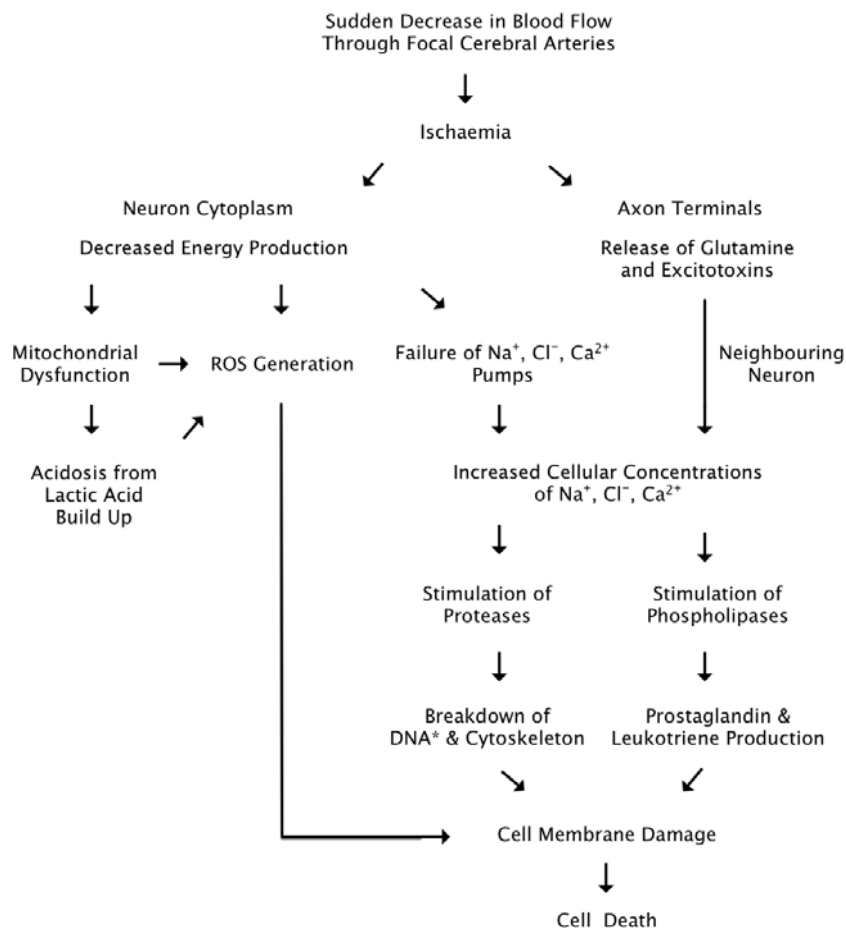 Sudden Decrease in Blood Flow
Through Focal Cerebral Arteries
Ischaemia
Neuron Cytoplasm
Axon Terminals
Decreased Energy Production
Release of Glutamine
and Excitotoxins
Mitochondrial
Dysfunction
ROS Generation
Failure of Na⁺, Cl⁻, Ca²⁺
Pumps
Neighbouring
Neuron
Acidosis from
Lactic Acid
Build Up
Increased Cellular Concentrations
of Na⁺, Cl⁻, Ca²⁺
Stimulation of
Proteases
Stimulation of
Phospholipases
Breakdown of
DNA* & Cytoskeleton
Prostaglandin &
Leukotriene Production
Cell Membrane Damage
Cell Death